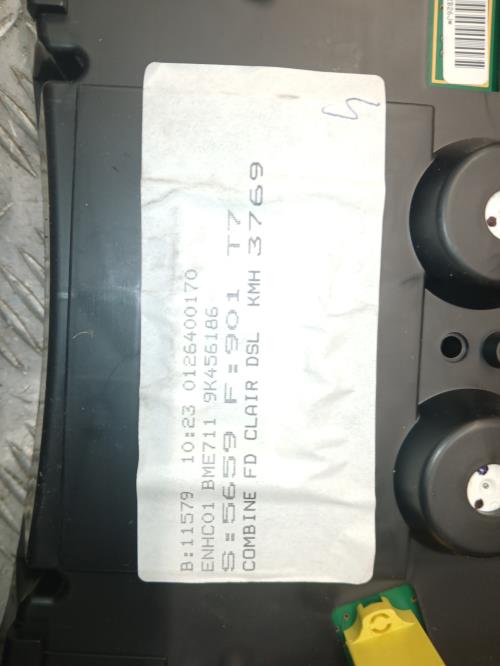 B:11579 10:23 0126400170
ENHC01 BME711 9K456186
S:5659 F:901 T7
COMBINE FD CLAIR DSL KMH 3769